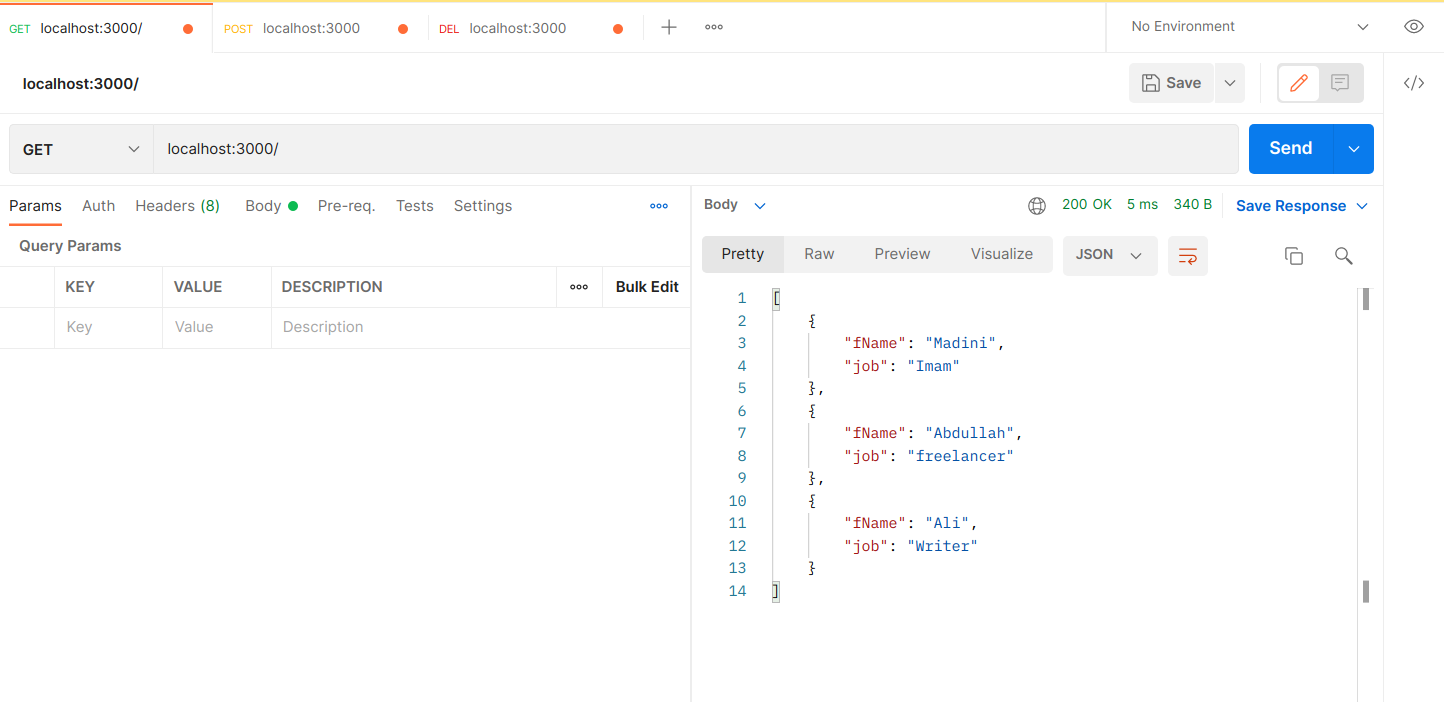 GET localhost:3000/ POST localhost:3000 DEL localhost:3000 No Environment
localhost:3000/ Save
GET localhost:3000/ Send
Params Auth Headers (8) Body Pre-req. Tests Settings
Query Params
KEY VALUE DESCRIPTION Bulk Edit
Key Value Description
Body 200 OK 5 ms 340 B Save Response
Pretty Raw Preview Visualize JSON
1 [
2 {
3 "fName": "Madini",
4 "job": "Imam"
5 },
6 {
7 "fName": "Abdullah",
8 "job": "freelancer"
9 },
10 {
11 "fName": "Ali",
12 "job": "Writer"
13 }
14 ]